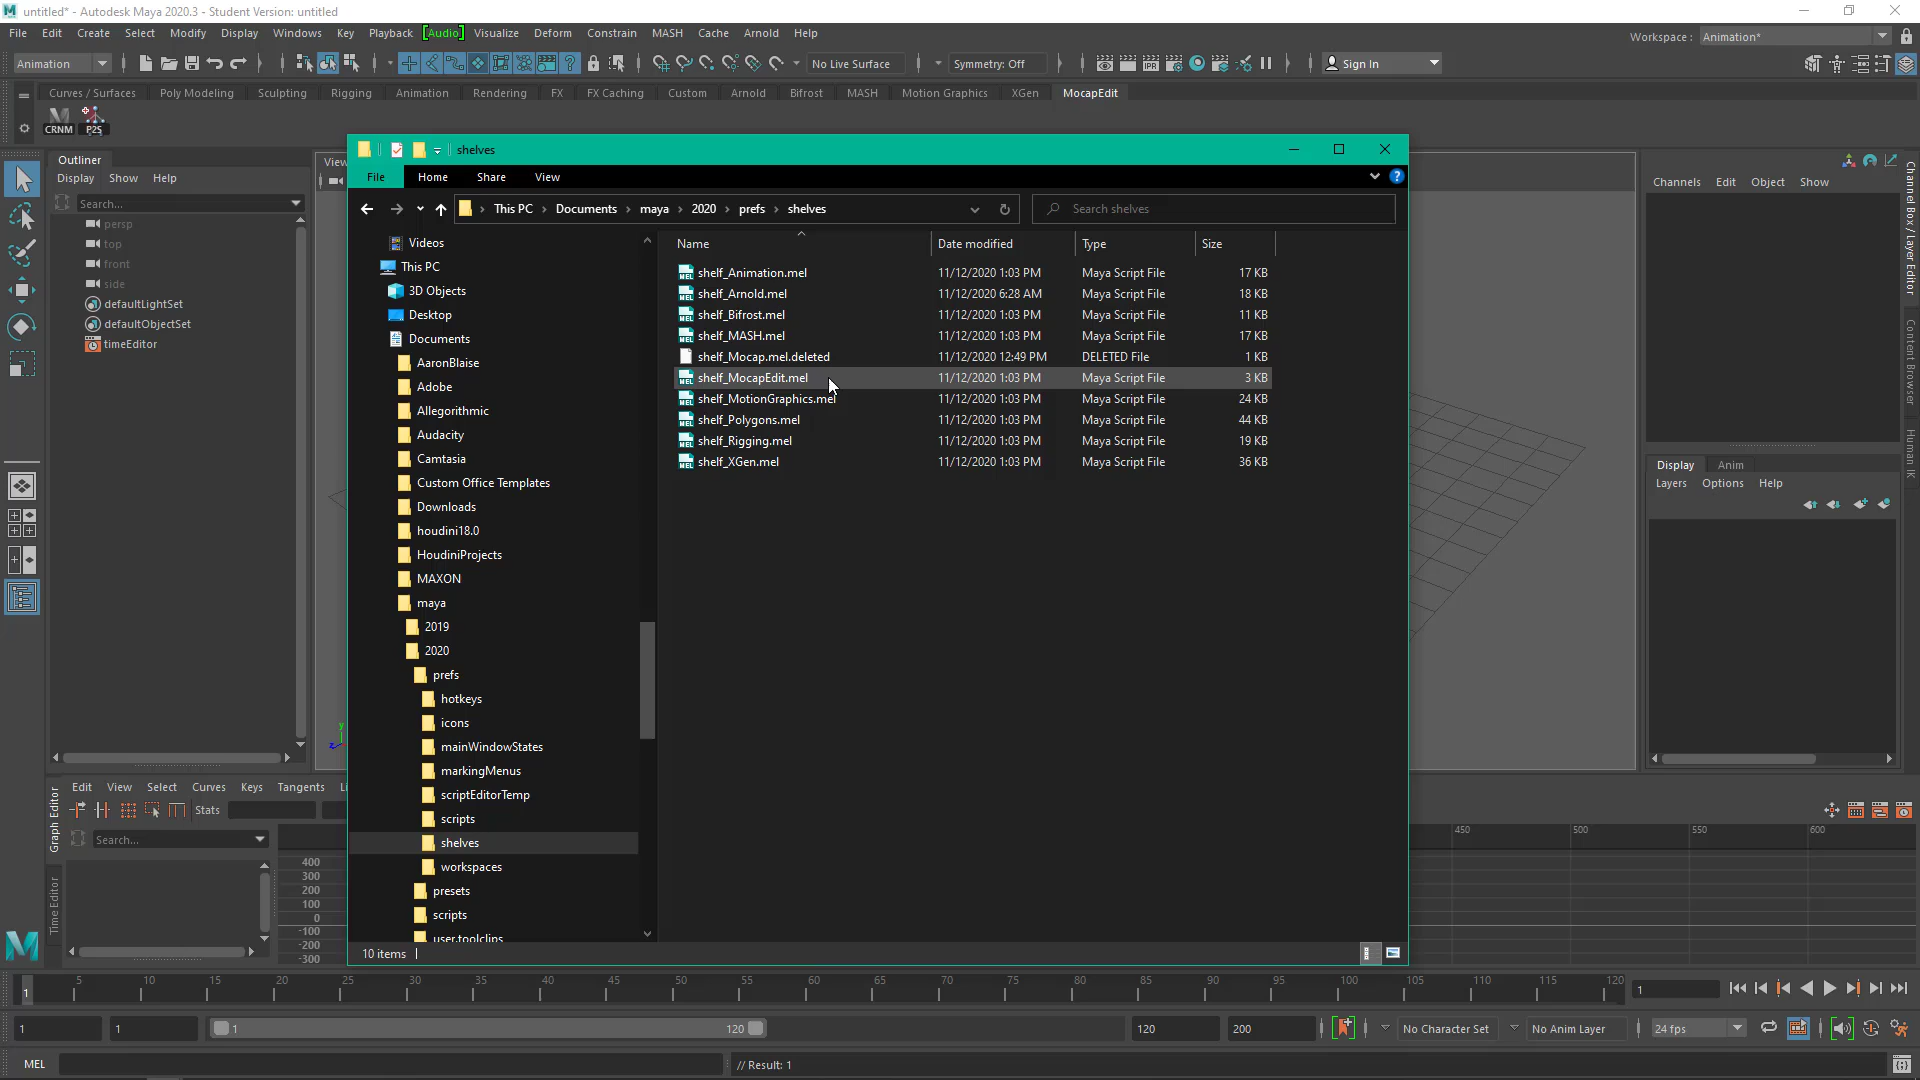 untitled* - Autodesk Maya 2020.3 - Student Version: untitled
File Edit Create Select Modify Display Windows Key Playback [Audio] Visualize Deform Constrain MASH Cache Arnold Help
Workspace : Animation*
Animation No Live Surface Symmetry: Off Sign In
Curves / Surfaces Poly Modeling Sculpting Rigging Animation Rendering FX FX Caching Custom Arnold Bifrost MASH Motion Graphics XGen MocapEdit
CRNM P2S
Outliner
Display Show Help
Search...
persp
top
front
side
defaultLightSet
defaultObjectSet
timeEditor
View
shelves
File Home Share View
This PC Documents maya 2020 prefs shelves
Search shelves
Videos
This PC
3D Objects
Desktop
Documents
AaronBlaise
Adobe
Allegorithmic
Audacity
Camtasia
Custom Office Templates
Downloads
houdini18.0
HoudiniProjects
MAXON
maya
2019
2020
prefs
hotkeys
icons
mainWindowStates
markingMenus
scriptEditorTemp
scripts
shelves
workspaces
presets
scripts
user.toolclips
Name Date modified Type Size
shelf_Animation.mel 11/12/2020 1:03 PM Maya Script File 17 KB
shelf_Arnold.mel 11/12/2020 6:28 AM Maya Script File 18 KB
shelf_Bifrost.mel 11/12/2020 1:03 PM Maya Script File 11 KB
shelf_MASH.mel 11/12/2020 1:03 PM Maya Script File 17 KB
shelf_Mocap.mel.deleted 11/12/2020 12:49 PM DELETED File 1 KB
shelf_MocapEdit.mel 11/12/2020 1:03 PM Maya Script File 3 KB
shelf_MotionGraphics.mel 11/12/2020 1:03 PM Maya Script File 24 KB
shelf_Polygons.mel 11/12/2020 1:03 PM Maya Script File 44 KB
shelf_Rigging.mel 11/12/2020 1:03 PM Maya Script File 19 KB
shelf_XGen.mel 11/12/2020 1:03 PM Maya Script File 36 KB
10 items
Channels Edit Object Show
Channel Box / Layer Editor
Attribute Editor
Modeling Toolkit
Human IK
Display Anim
Layers Options Help
Graph Editor
Time Editor
Edit View Select Curves Keys Tangents
Stats
Search...
400
300
200
100
0
-100
-200
-300
450 500 550 600
5 10 15 20 25 30 35 40 45 50 55 60 65 70 75 80 85 90 95 100 105 110 115 120
1
1
1 1 1 120 120 200 No Character Set No Anim Layer 24 fps
MEL // Result: 1